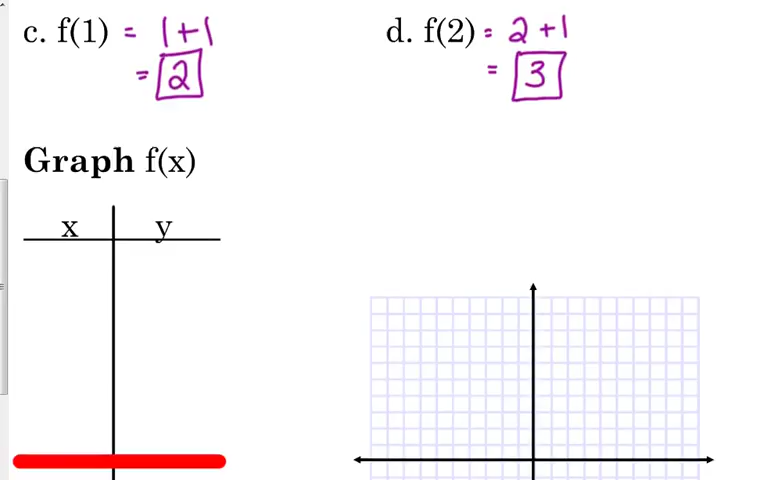 c. f(1) = 1+1
= 2
d. f(2) = 2+1
= 3
Graph f(x)
x y